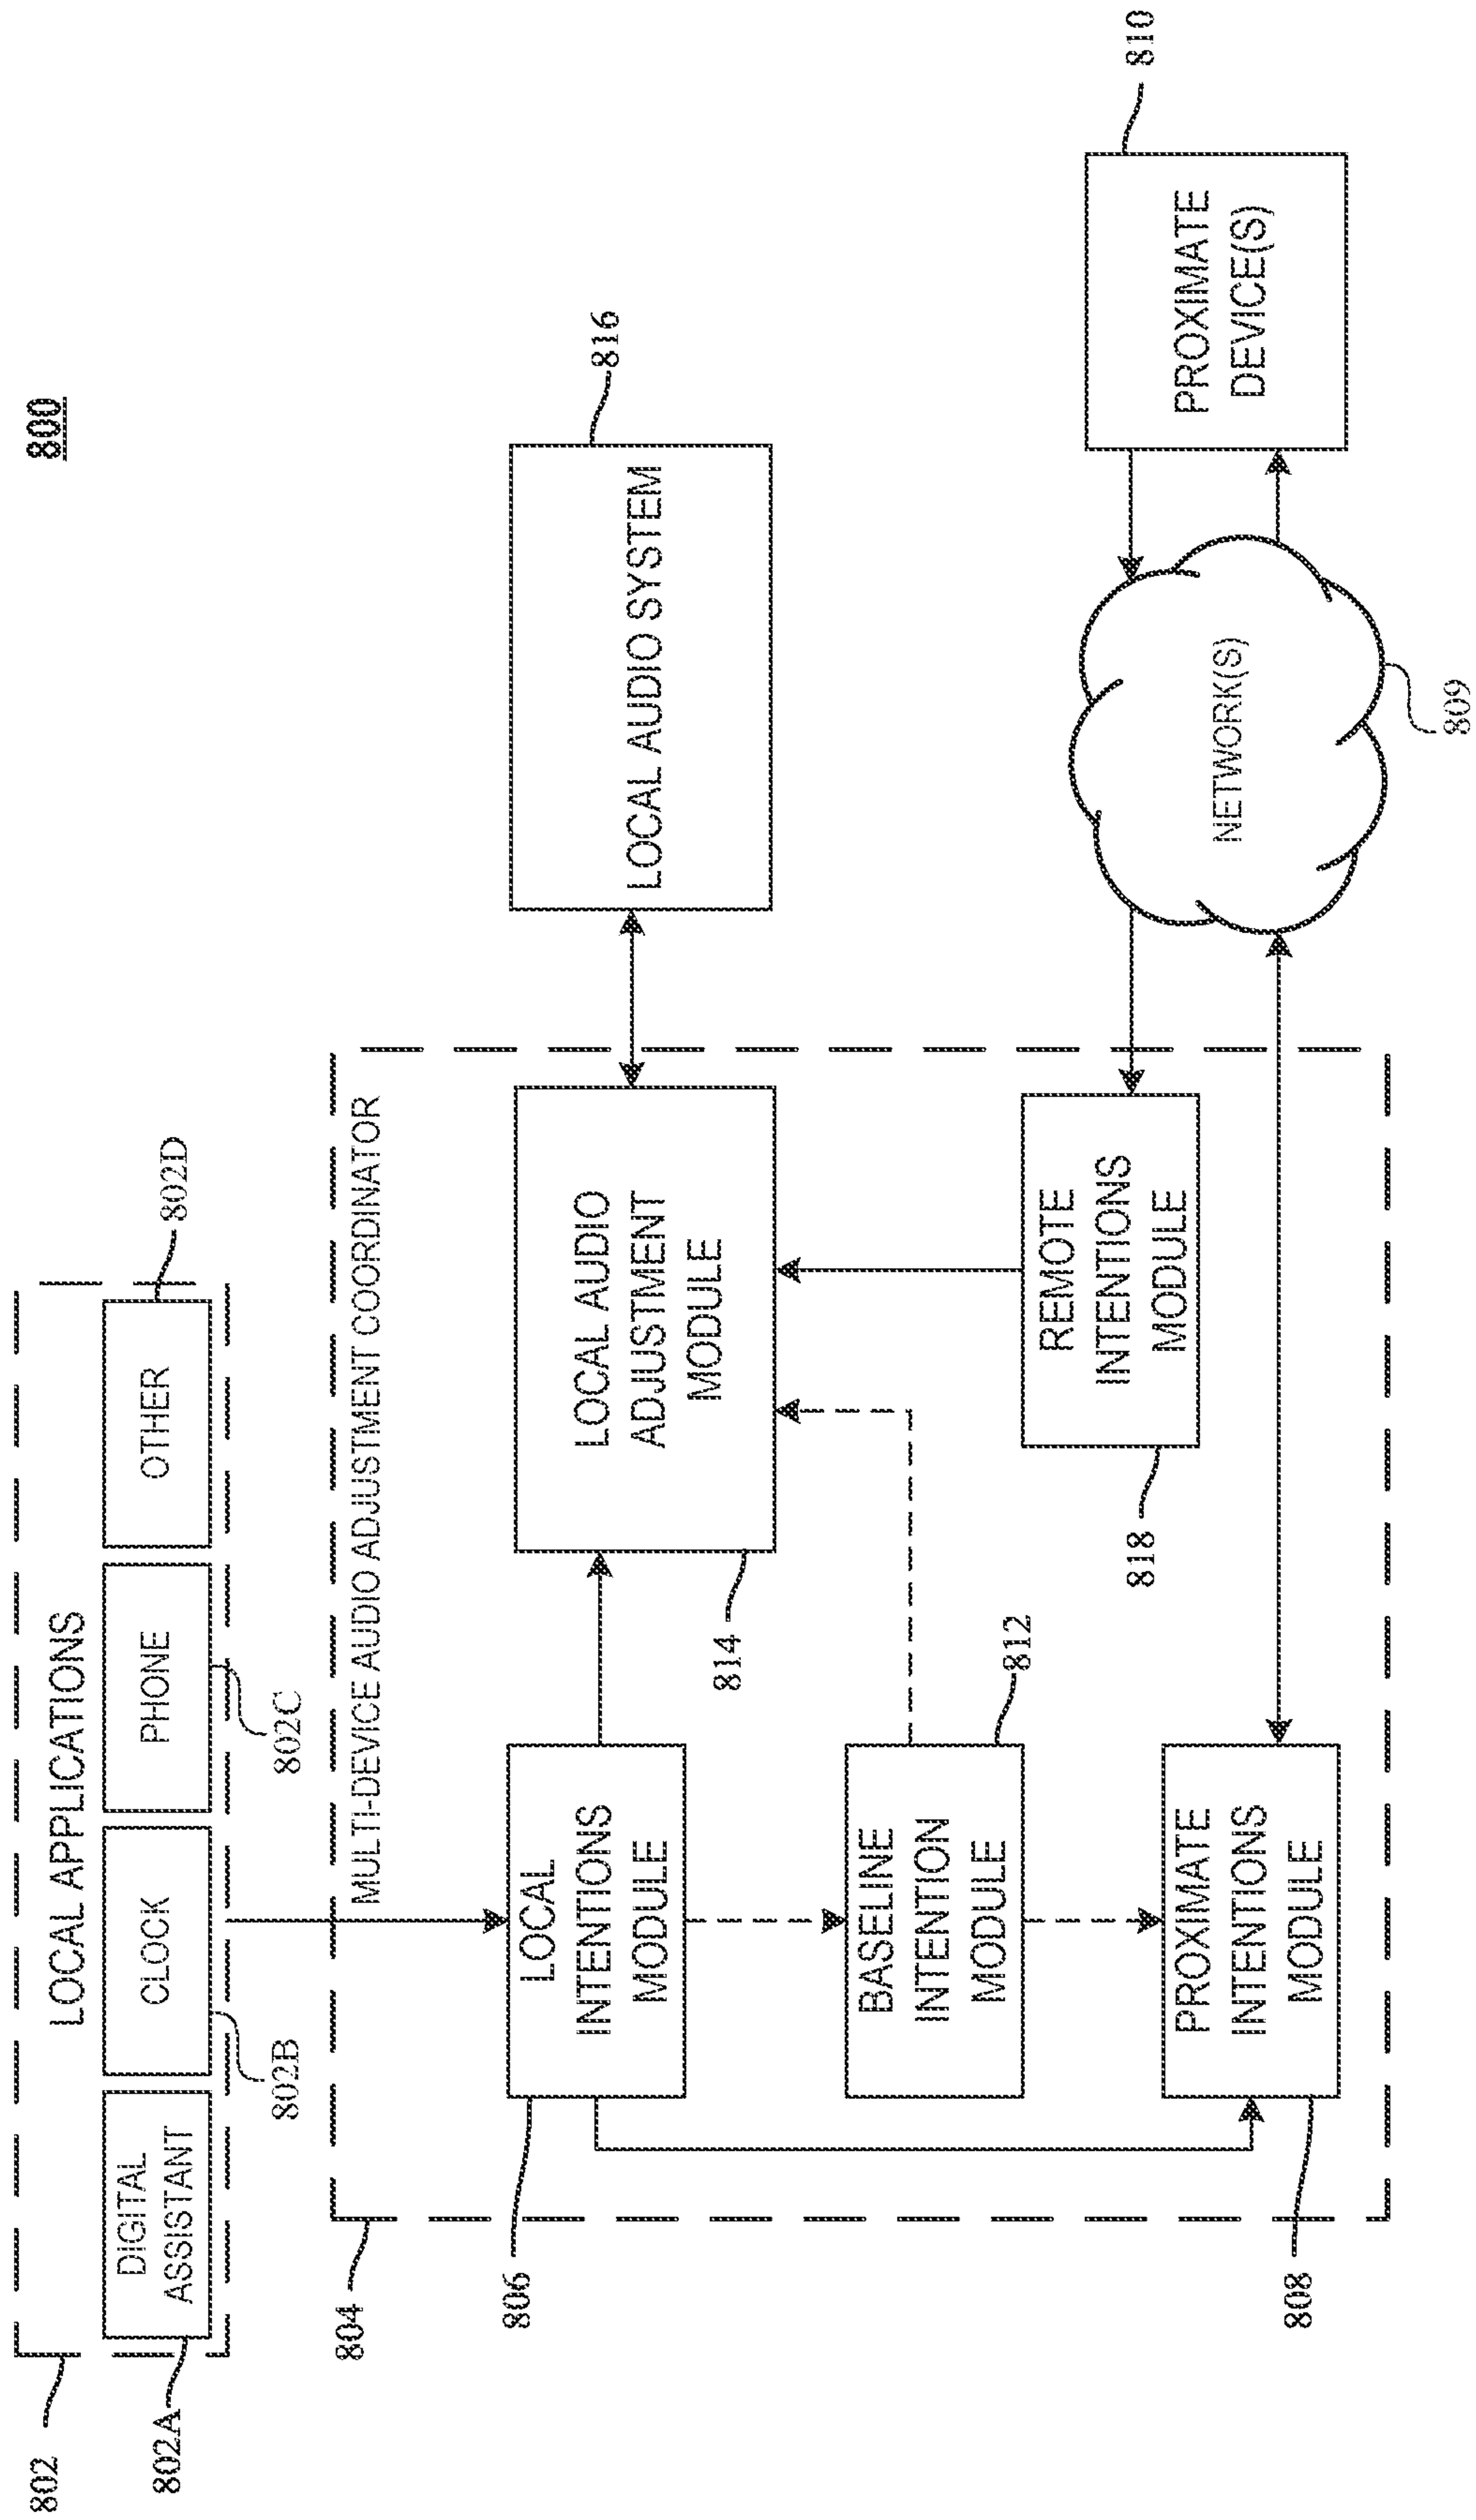 800
LOCAL APPLICATIONS
802
DIGITAL
ASSISTANT
CLOCK
PHONE
OTHER
802A
802B
802C
802D
804
MULTI-DEVICE AUDIO ADJUSTMENT COORDINATOR
LOCAL
INTENTIONS
MODULE
806
LOCAL AUDIO
ADJUSTMENT
MODULE
814
LOCAL AUDIO SYSTEM
816
BASELINE
INTENTION
MODULE
812
REMOTE
INTENTIONS
MODULE
818
PROXIMATE
INTENTIONS
MODULE
808
NETWORK(S)
809
PROXIMATE
DEVICE(S)
810